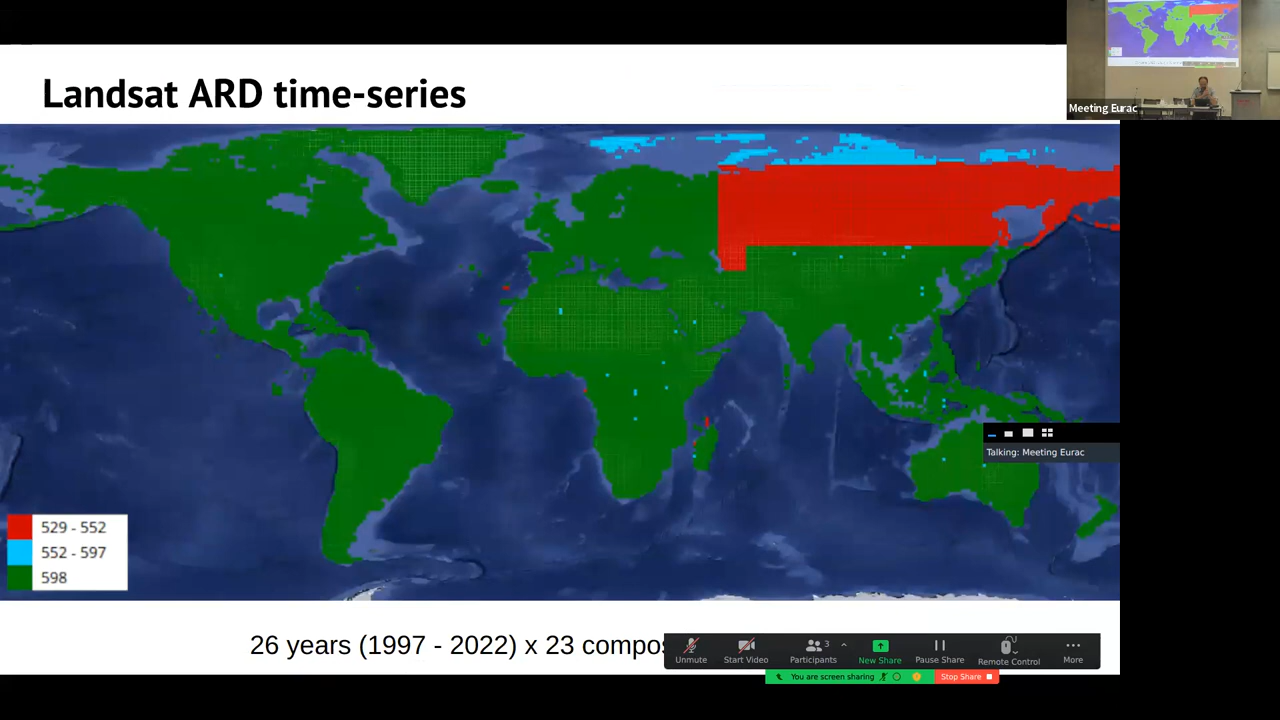 Landsat ARD time-series
Meeting Eurac
Talking: Meeting Eurac
529 - 552
552 - 597
598
26 years (1997 - 2022) x 23
3
Unmute
Start Video
Participants
New Share
Pause Share
Remote Control
More
You are screen sharing
Stop Share